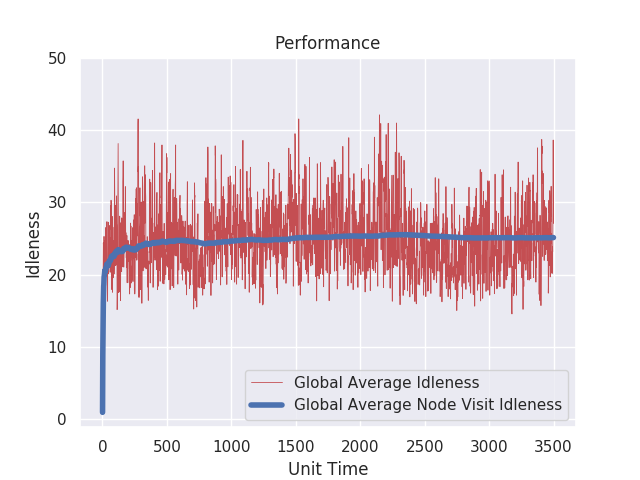 Performance
50
40
30
20
10
0
Idleness
Global Average Idleness
Global Average Node Visit Idleness
0 500 1000 1500 2000 2500 3000 3500
Unit Time